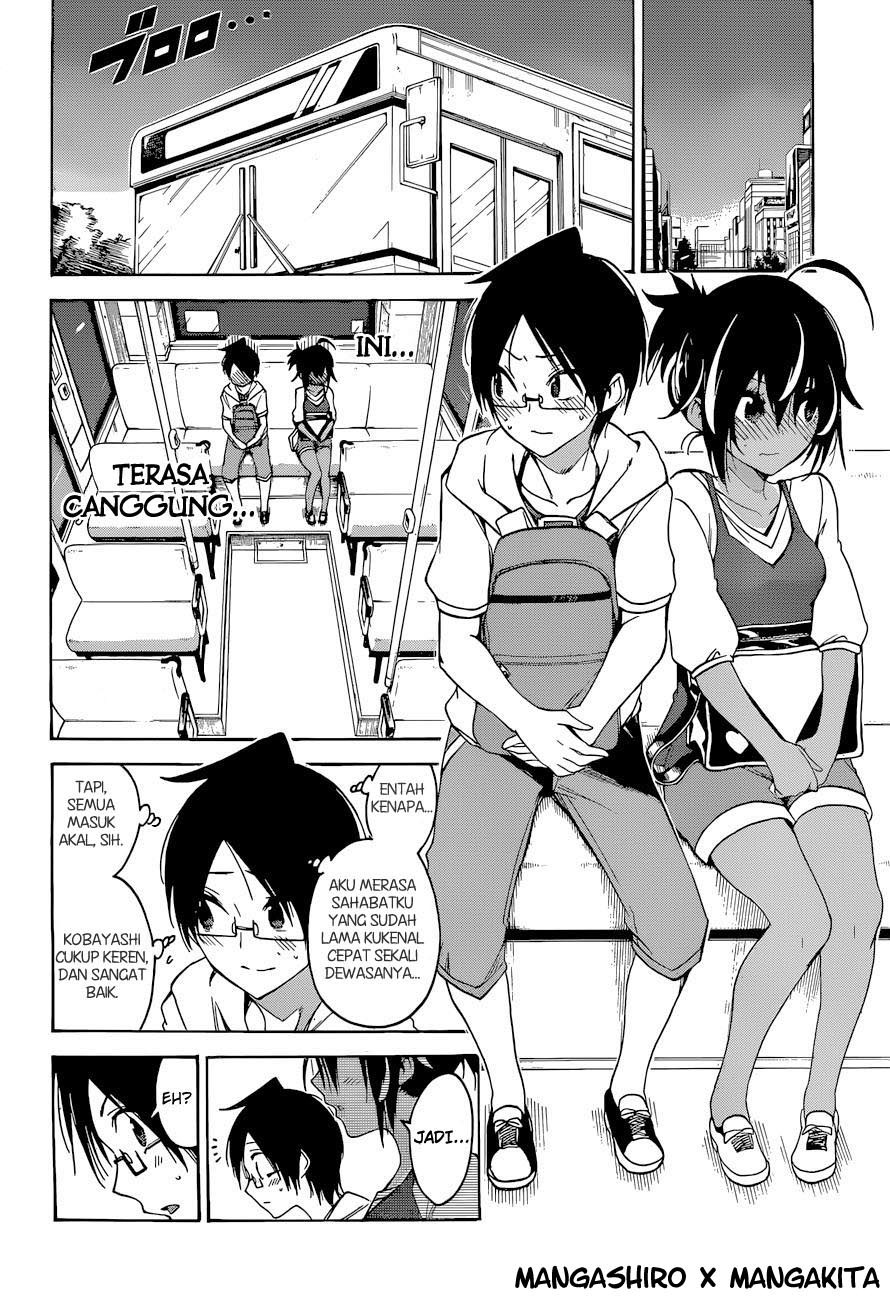 ブロロ・・・
INI...
TERASA
CANGGUNG...
ENTAH
KENAPA...
AKU MERASA
SAHABATKU
YANG SUDAH
LAMA KUKENAL
CEPAT SEKALI
DEWASANYA...
TAPI,
SEMUA
MASUK
AKAL, SIH.
KOBAYASHI
CUKUP KEREN,
DAN SANGAT
BAIK.
JADI...
EH?
MANGASHIRO X MANGAKITA